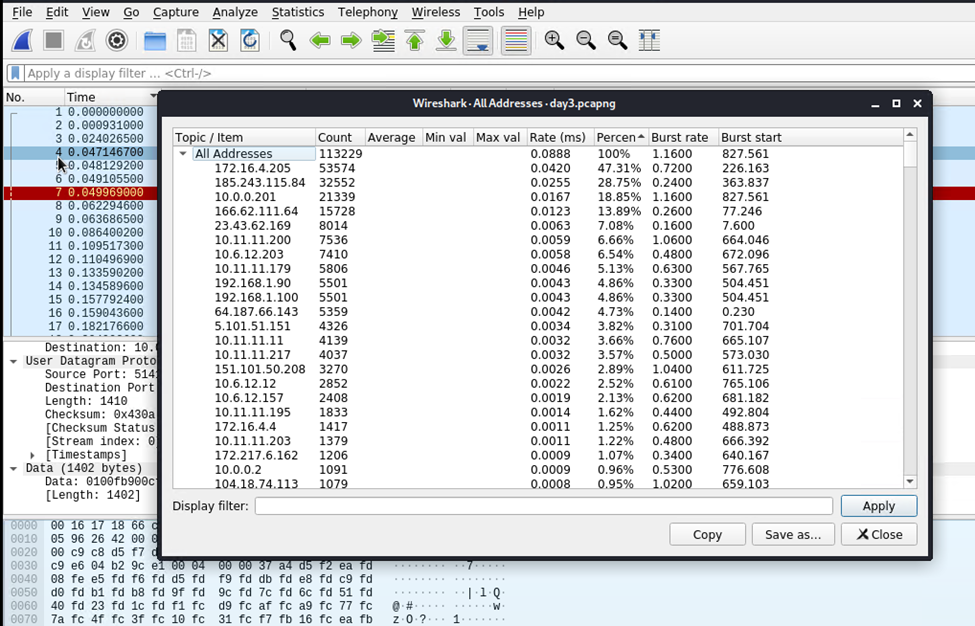 File Edit View Go Capture Analyze Statistics Telephony Wireless Tools Help
Apply a display filter ... <Ctrl-/>
No. Time
1 0.000000000
2 0.000931000
3 0.024026500
4 0.047146700
0.048129200
6 0.049105500
7 0.049969000
8 0.062294600
9 0.063686500
10 0.086400200
11 0.109517300
12 0.110496900
13 0.133590200
14 0.134555200
15 0.157792400
16 0.159043600
17 0.182176600
Destination: 10.
User Datagram Proto
Source Port: 514
Destination Port
Length: 1410
Checksum: 0x430a
[Checksum Status
[Stream index: 0
[Timestamps]
Data (1402 bytes)
Data: 0100fb900c
[Length: 1402]
Wireshark · All Addresses · day3.pcapng
Topic / Item Count Average Min val Max val Rate (ms) Percen Burst rate Burst start
All Addresses 113229 0.0888 100% 1.1600 827.561
172.16.4.205 53574 0.0420 47.31% 0.7200 226.163
185.243.115.84 32552 0.0255 28.75% 0.2400 363.837
10.0.0.201 21339 0.0167 18.85% 1.1600 827.561
166.62.111.64 15728 0.0123 13.89% 0.2600 77.246
23.43.62.169 8014 0.0063 7.08% 0.1600 7.600
10.11.11.200 7536 0.0059 6.66% 1.0600 664.046
10.6.12.203 7410 0.0058 6.54% 0.4800 672.096
10.11.11.179 5806 0.0046 5.13% 0.6300 567.765
192.168.1.90 5501 0.0043 4.86% 0.3300 504.451
192.168.1.100 5501 0.0043 4.86% 0.3300 504.451
64.187.66.143 5359 0.0042 4.73% 0.1400 0.230
5.101.51.151 4326 0.0034 3.82% 0.3100 701.704
10.11.11.11 4139 0.0032 3.66% 0.7600 665.107
10.11.11.217 4037 0.0032 3.57% 0.5000 573.030
151.101.50.208 3270 0.0026 2.89% 1.0400 611.725
10.6.12.12 2852 0.0022 2.52% 0.6100 765.106
10.6.12.157 2408 0.0019 2.13% 0.6200 681.182
10.11.11.195 1833 0.0014 1.62% 0.4400 492.804
172.16.4.4 1417 0.0011 1.25% 0.6200 488.873
10.11.11.203 1379 0.0011 1.22% 0.4800 666.392
172.217.6.162 1206 0.0009 1.07% 0.3400 640.167
10.0.0.2 1091 0.0009 0.96% 0.5300 776.608
104.18.74.113 1079 0.0008 0.95% 1.0200 659.103
Display filter: Apply
Copy Save as... Close
0000 00 16 17 18 66 c
0010 05 96 26 42 00 0
0020 00 c9 c8 d5 f7 d
0030 c9 e6 04 b2 9c e1 00 04 00 00 37 a4 d5 f2 ea fd ········ ··7·····
0040 08 fe e5 fd f6 fd d5 fd f9 fd db fd e8 fd c9 fd ········ ········
0050 d0 fd b1 fd b8 fd 9f fd 9c fd 7c fd 6c fd 51 fd ········ ··|·l·Q·
0060 40 fd 23 fd 1c fd f1 fc d9 fc af fc a9 fc 77 fc @·#····· ······w·
0070 7a fc 4f fc 3f fc 10 fc 31 fc f7 fb 16 fc ea fb z·O·?··· 1·······